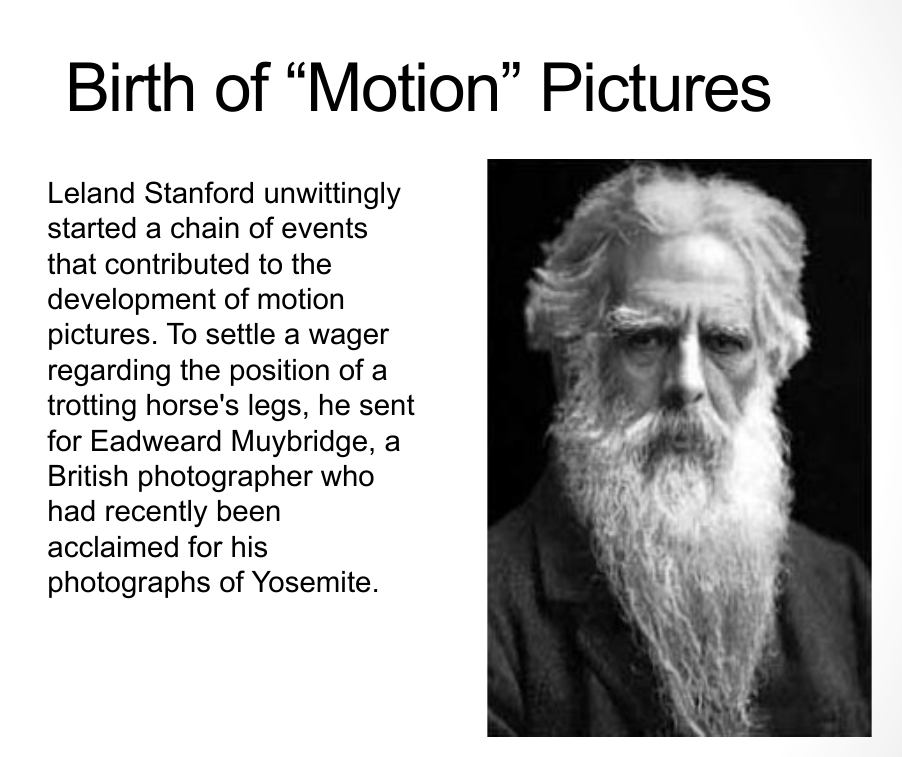 Birth of “Motion” Pictures
Leland Stanford unwittingly
started a chain of events
that contributed to the
development of motion
pictures. To settle a wager
regarding the position of a
trotting horse's legs, he sent
for Eadweard Muybridge, a
British photographer who
had recently been
acclaimed for his
photographs of Yosemite.